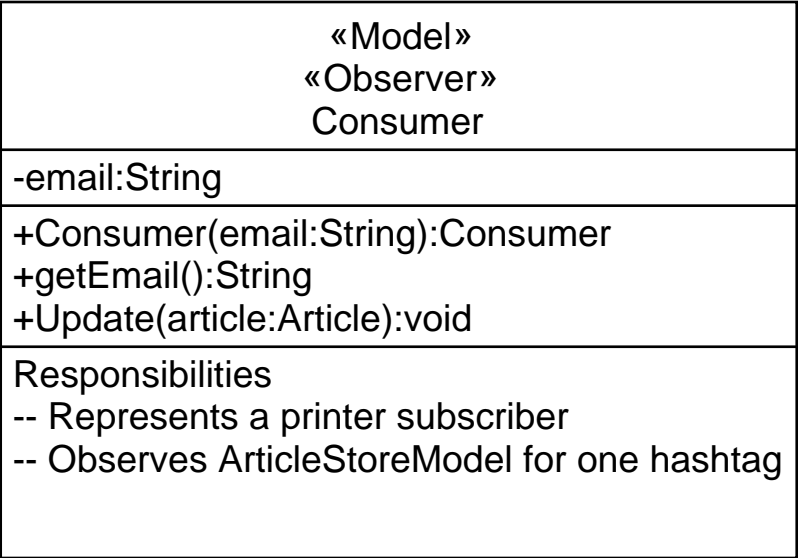 «Model»
«Observer»
Consumer
-email:String
+Consumer(email:String):Consumer
+getEmail():String
+Update(article:Article):void
Responsibilities
-- Represents a printer subscriber
-- Observes ArticleStoreModel for one hashtag